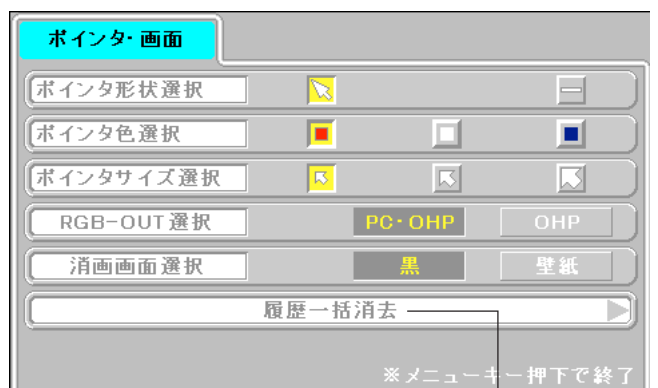 ポインタ・画面
ポインタ形状選択
ポインタ色選択
ポインタサイズ選択
RGB-OUT選択 PC・OHP OHP
消画画面選択 黒 壁紙
履歴一括消去
※メニューキー押下で終了